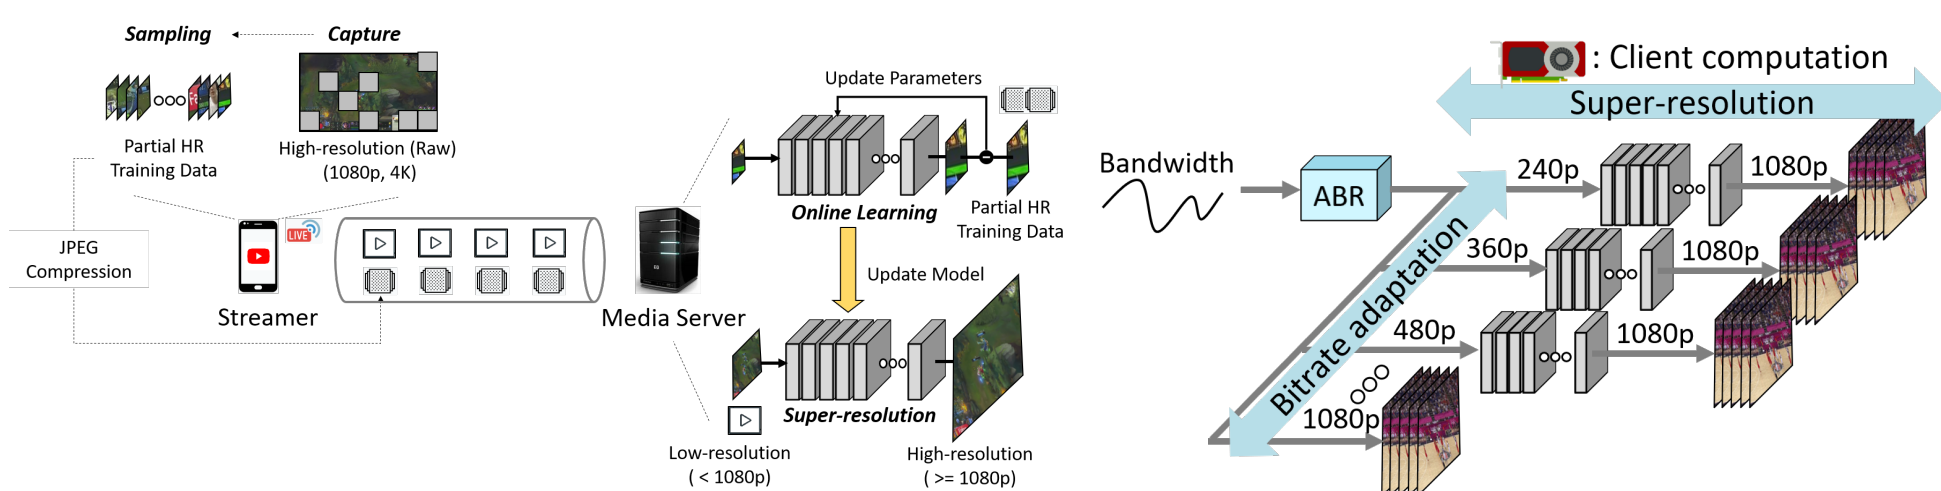 Sampling
Capture
Partial HR
Training Data
High-resolution (Raw)
(1080p, 4K)
JPEG
Compression
LIVE
Streamer
Media Server
Update Parameters
Online Learning
Partial HR
Training Data
Update Model
Super-resolution
Low-resolution
( < 1080p)
High-resolution
( >= 1080p)
: Client computation
Super-resolution
Bandwidth
ABR
Bitrate adaptation
240p
1080p
360p
1080p
480p
1080p
1080p